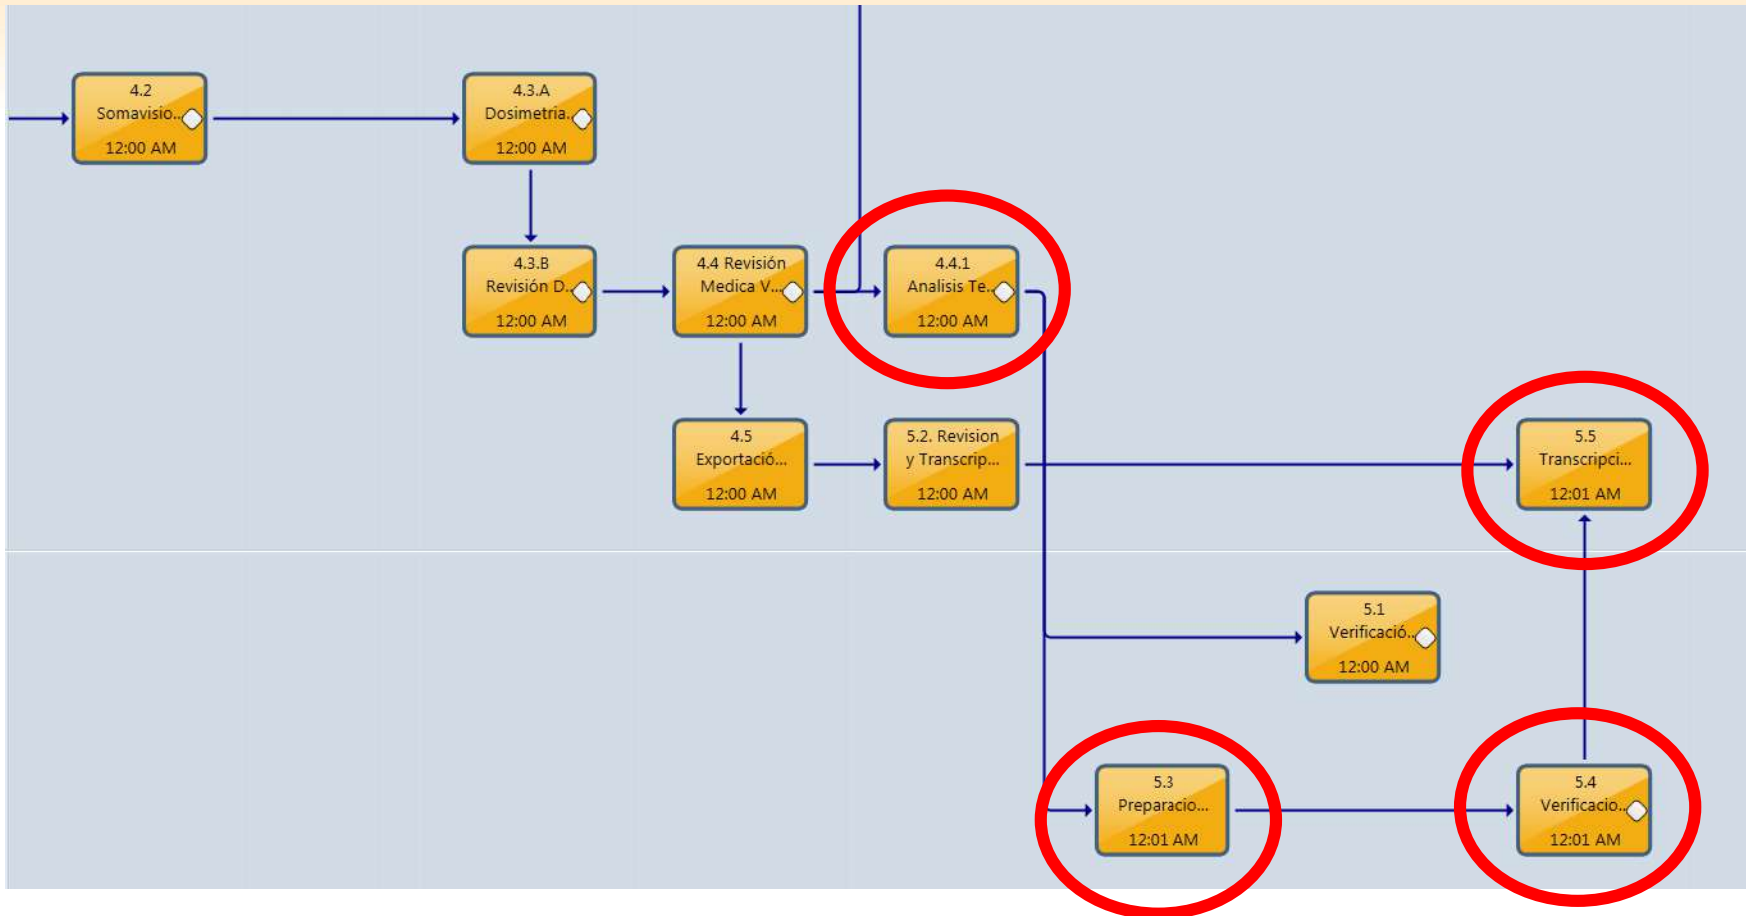 4.2
Somavisio...
12:00 AM
4.3.A
Dosimetria...
12:00 AM
4.3.B
Revisión D...
12:00 AM
4.4 Revisión
Medica V...
12:00 AM
4.4.1
Analisis Te...
12:00 AM
4.5
Exportació...
12:00 AM
5.2. Revision
y Transcrip...
12:00 AM
5.5
Transcripci...
12:01 AM
5.1
Verificació...
12:00 AM
5.3
Preparacio...
12:01 AM
5.4
Verificacio...
12:01 AM